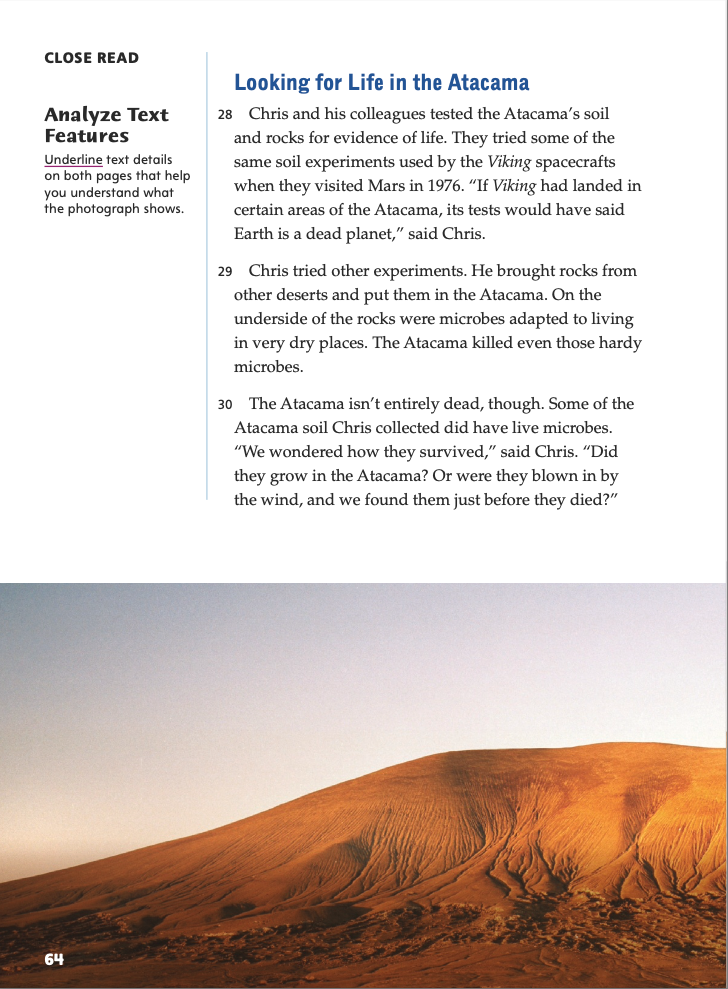 CLOSE READ
Analyze Text
Features
Underline text details
on both pages that help
you understand what
the photograph shows.
Looking for Life in the Atacama
28 Chris and his colleagues tested the Atacama’s soil
and rocks for evidence of life. They tried some of the
same soil experiments used by the Viking spacecrafts
when they visited Mars in 1976. “If Viking had landed in
certain areas of the Atacama, its tests would have said
Earth is a dead planet,” said Chris.
29 Chris tried other experiments. He brought rocks from
other deserts and put them in the Atacama. On the
underside of the rocks were microbes adapted to living
in very dry places. The Atacama killed even those hardy
microbes.
30 The Atacama isn’t entirely dead, though. Some of the
Atacama soil Chris collected did have live microbes.
“We wondered how they survived,” said Chris. “Did
they grow in the Atacama? Or were they blown in by
the wind, and we found them just before they died?”
64